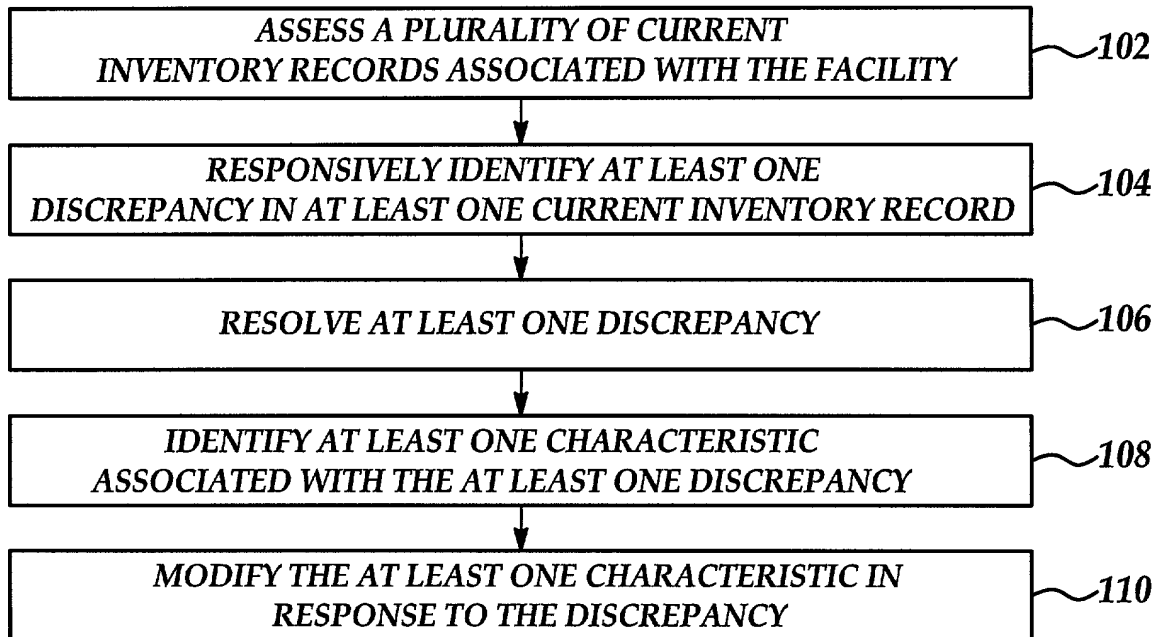 ASSESS A PLURALITY OF CURRENT
INVENTORY RECORDS ASSOCIATED WITH THE FACILITY
102
RESPONSIVELY IDENTIFY AT LEAST ONE
DISCREPANCY IN AT LEAST ONE CURRENT INVENTORY RECORD
104
RESOLVE AT LEAST ONE DISCREPANCY
106
IDENTIFY AT LEAST ONE CHARACTERISTIC
ASSOCIATED WITH THE AT LEAST ONE DISCREPANCY
108
MODIFY THE AT LEAST ONE CHARACTERISTIC IN
RESPONSE TO THE DISCREPANCY
110